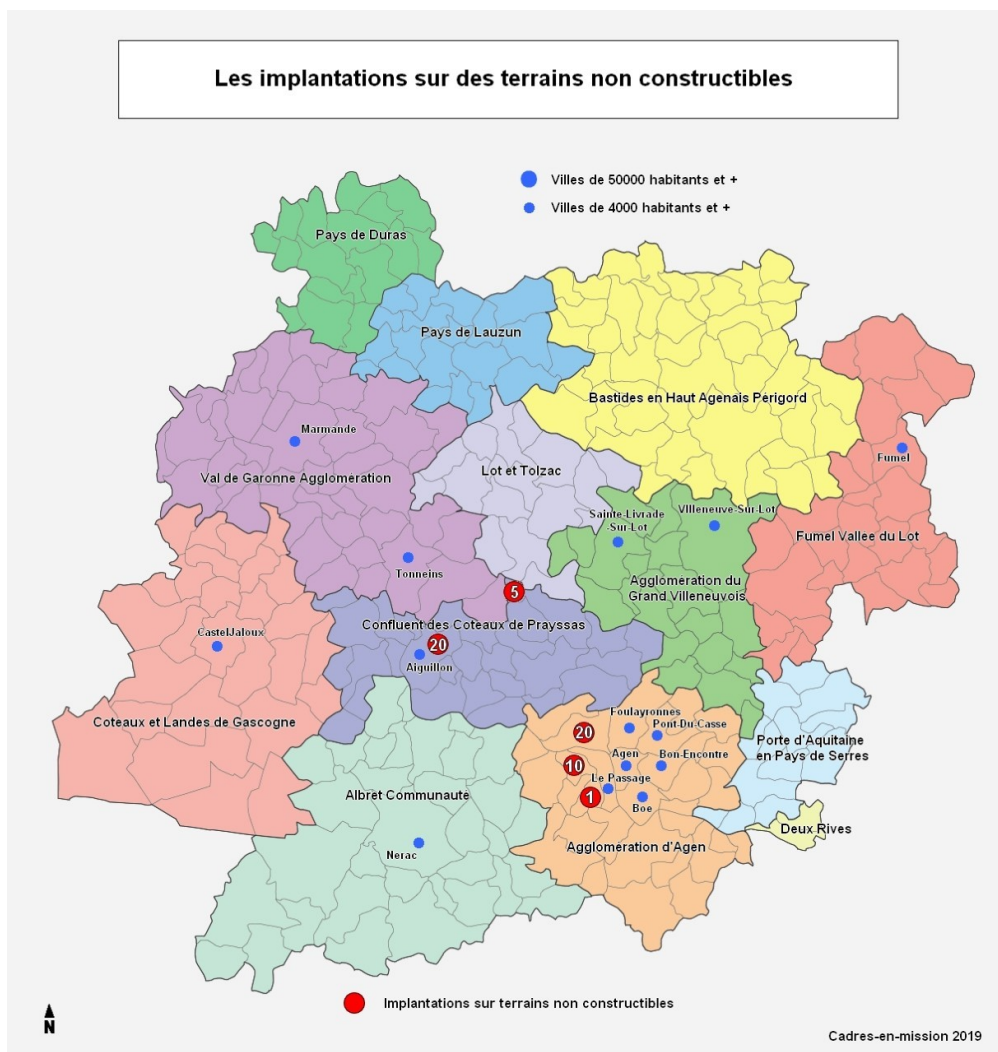 Les implantations sur des terrains non constructibles
Villes de 50000 habitants et +
Villes de 4000 habitants et +
Pays de Duras
Pays de Lauzun
Bastides en Haut Agenais Périgord
Marmande
Val de Garonne Agglomération
Lot et Tolzac
Fumel
Sainte-Livrade
-Sur-Lot
VIlleneuve-Sur-Lot
Fumel Vallee du Lot
Tonneins
Agglomération du
Grand Villeneuvois
5
Confluent des Coteaux de Prayssas
20
Aiguillon
CastelJaloux
Coteaux et Landes de Gascogne
Foulayronnes
Pont-Du-Casse
20
Agen
Bon-Encontre
10
Le Passage
1
Boe
Porte d'Aquitaine
en Pays de Serres
Albret Communauté
Deux Rives
Nerac
Agglomération d'Agen
Implantations sur terrains non constructibles
N
Cadres-en-mission 2019